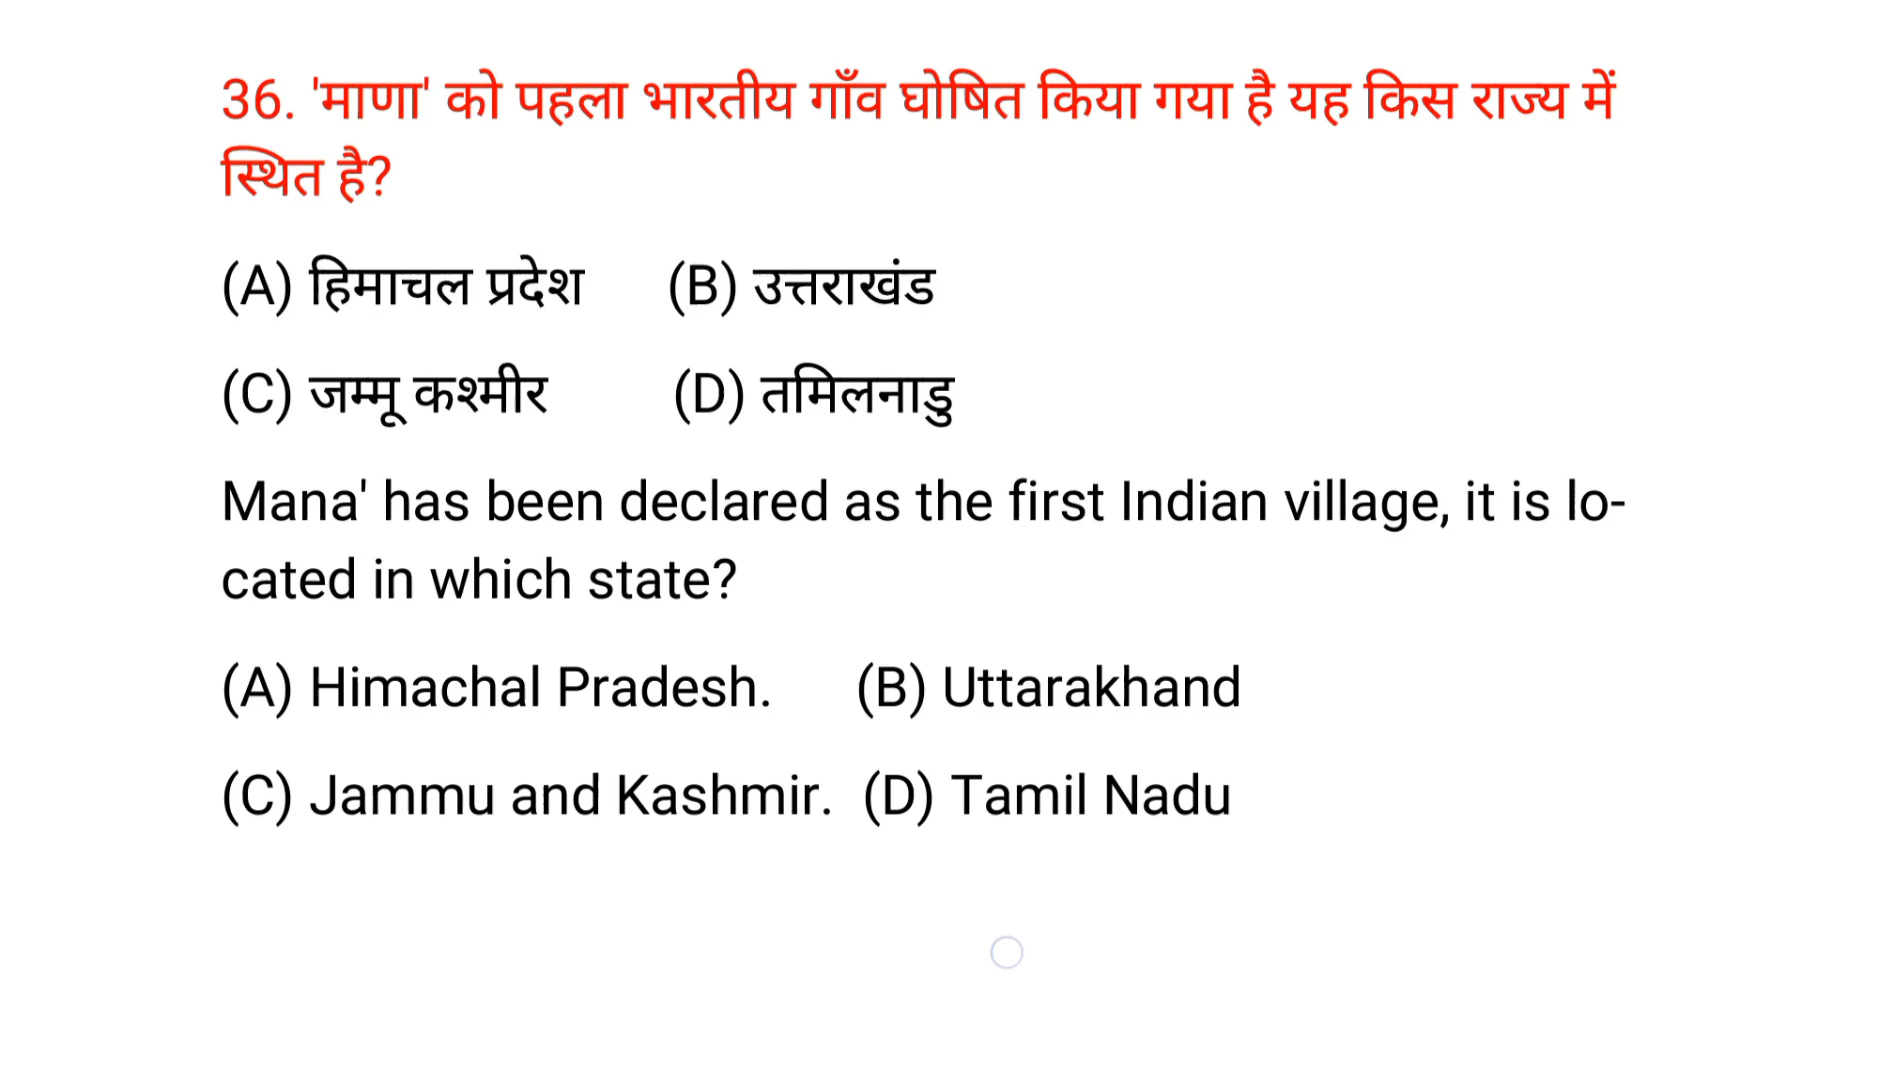 36. 'माणा' को पहला भारतीय गाँव घोषित किया गया है यह किस राज्य में
स्थित है?
(A) हिमाचल प्रदेश (B) उत्तराखंड
(C) जम्मू कश्मीर (D) तमिलनाडु
Mana' has been declared as the first Indian village, it is lo-
cated in which state?
(A) Himachal Pradesh. (B) Uttarakhand
(C) Jammu and Kashmir. (D) Tamil Nadu